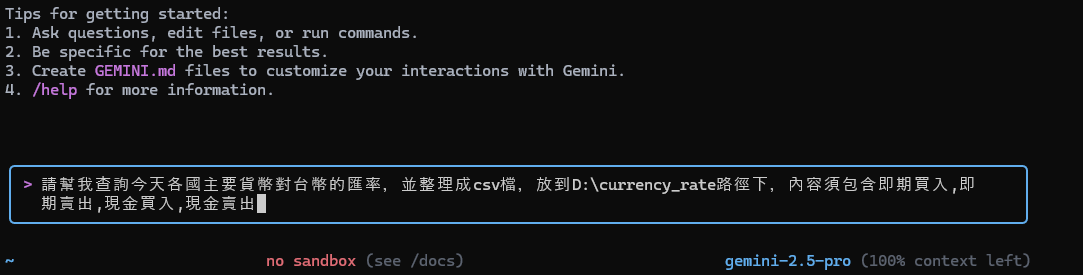 Tips for getting started:
1. Ask questions, edit files, or run commands.
2. Be specific for the best results.
3. Create GEMINI.md files to customize your interactions with Gemini.
4. /help for more information.
> 請幫我查詢今天各國主要貨幣對台幣的匯率, 並整理成csv檔, 放到D:\currency_rate路徑下, 內容須包含即期買入,即
期賣出,現金買入,現金賣出
~ no sandbox (see /docs) gemini-2.5-pro (100% context left)